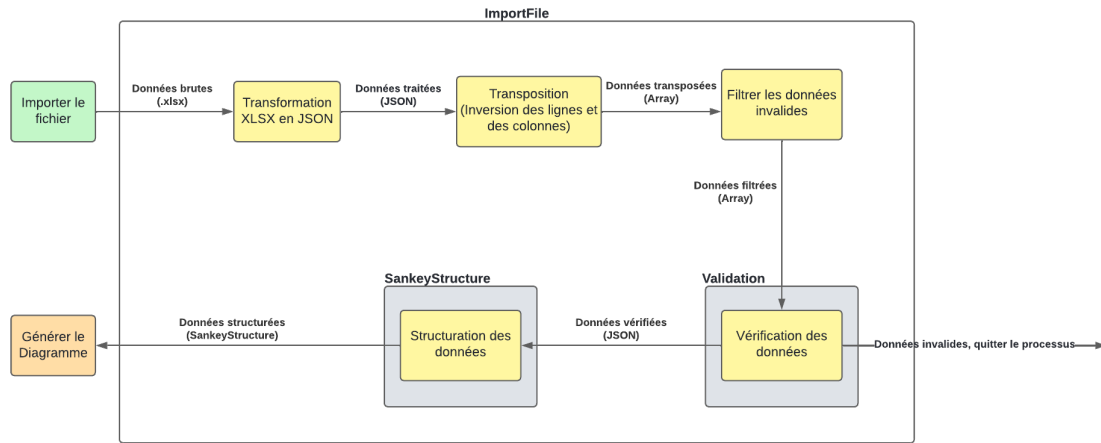 ImportFile
Importer le
fichier
Données brutes
(.xlsx)
Transformation
XLSX en JSON
Données traitées
(JSON)
Transposition
(Inversion des lignes et
des colonnes)
Données transposées
(Array)
Filtrer les données
invalides
Données filtrées
(Array)
SankeyStructure
Validation
Générer le
Diagramme
Données structurées
(SankeyStructure)
Structuration des
données
Données vérifiées
(JSON)
Vérification des
données
Données invalides, quitter le processus